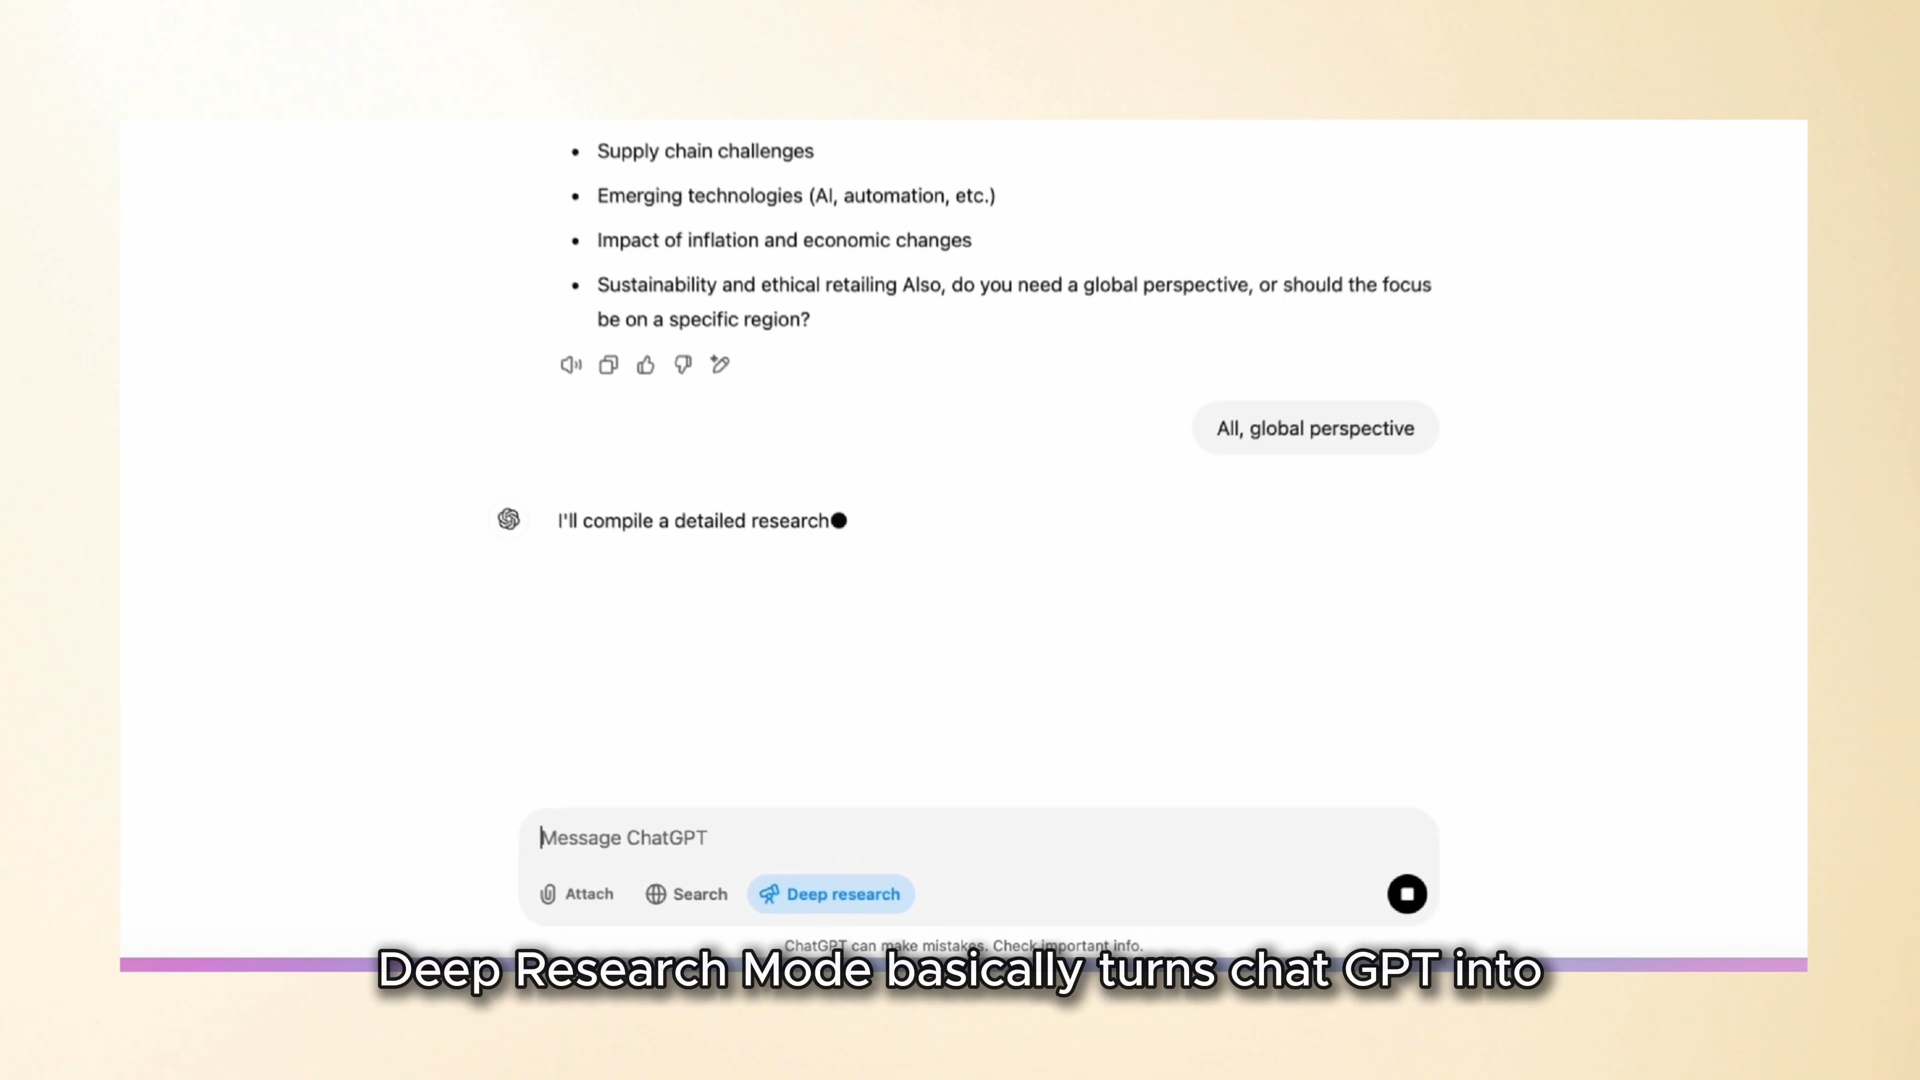 Supply chain challenges
Emerging technologies (AI, automation, etc.)
Impact of inflation and economic changes
Sustainability and ethical retailing Also, do you need a global perspective, or should the focus
be on a specific region?
All, global perspective
I'll compile a detailed research
Message ChatGPT
Attach Search Deep research
ChatGPT can make mistakes. Check important info.
Deep Research Mode basically turns chat GPT into